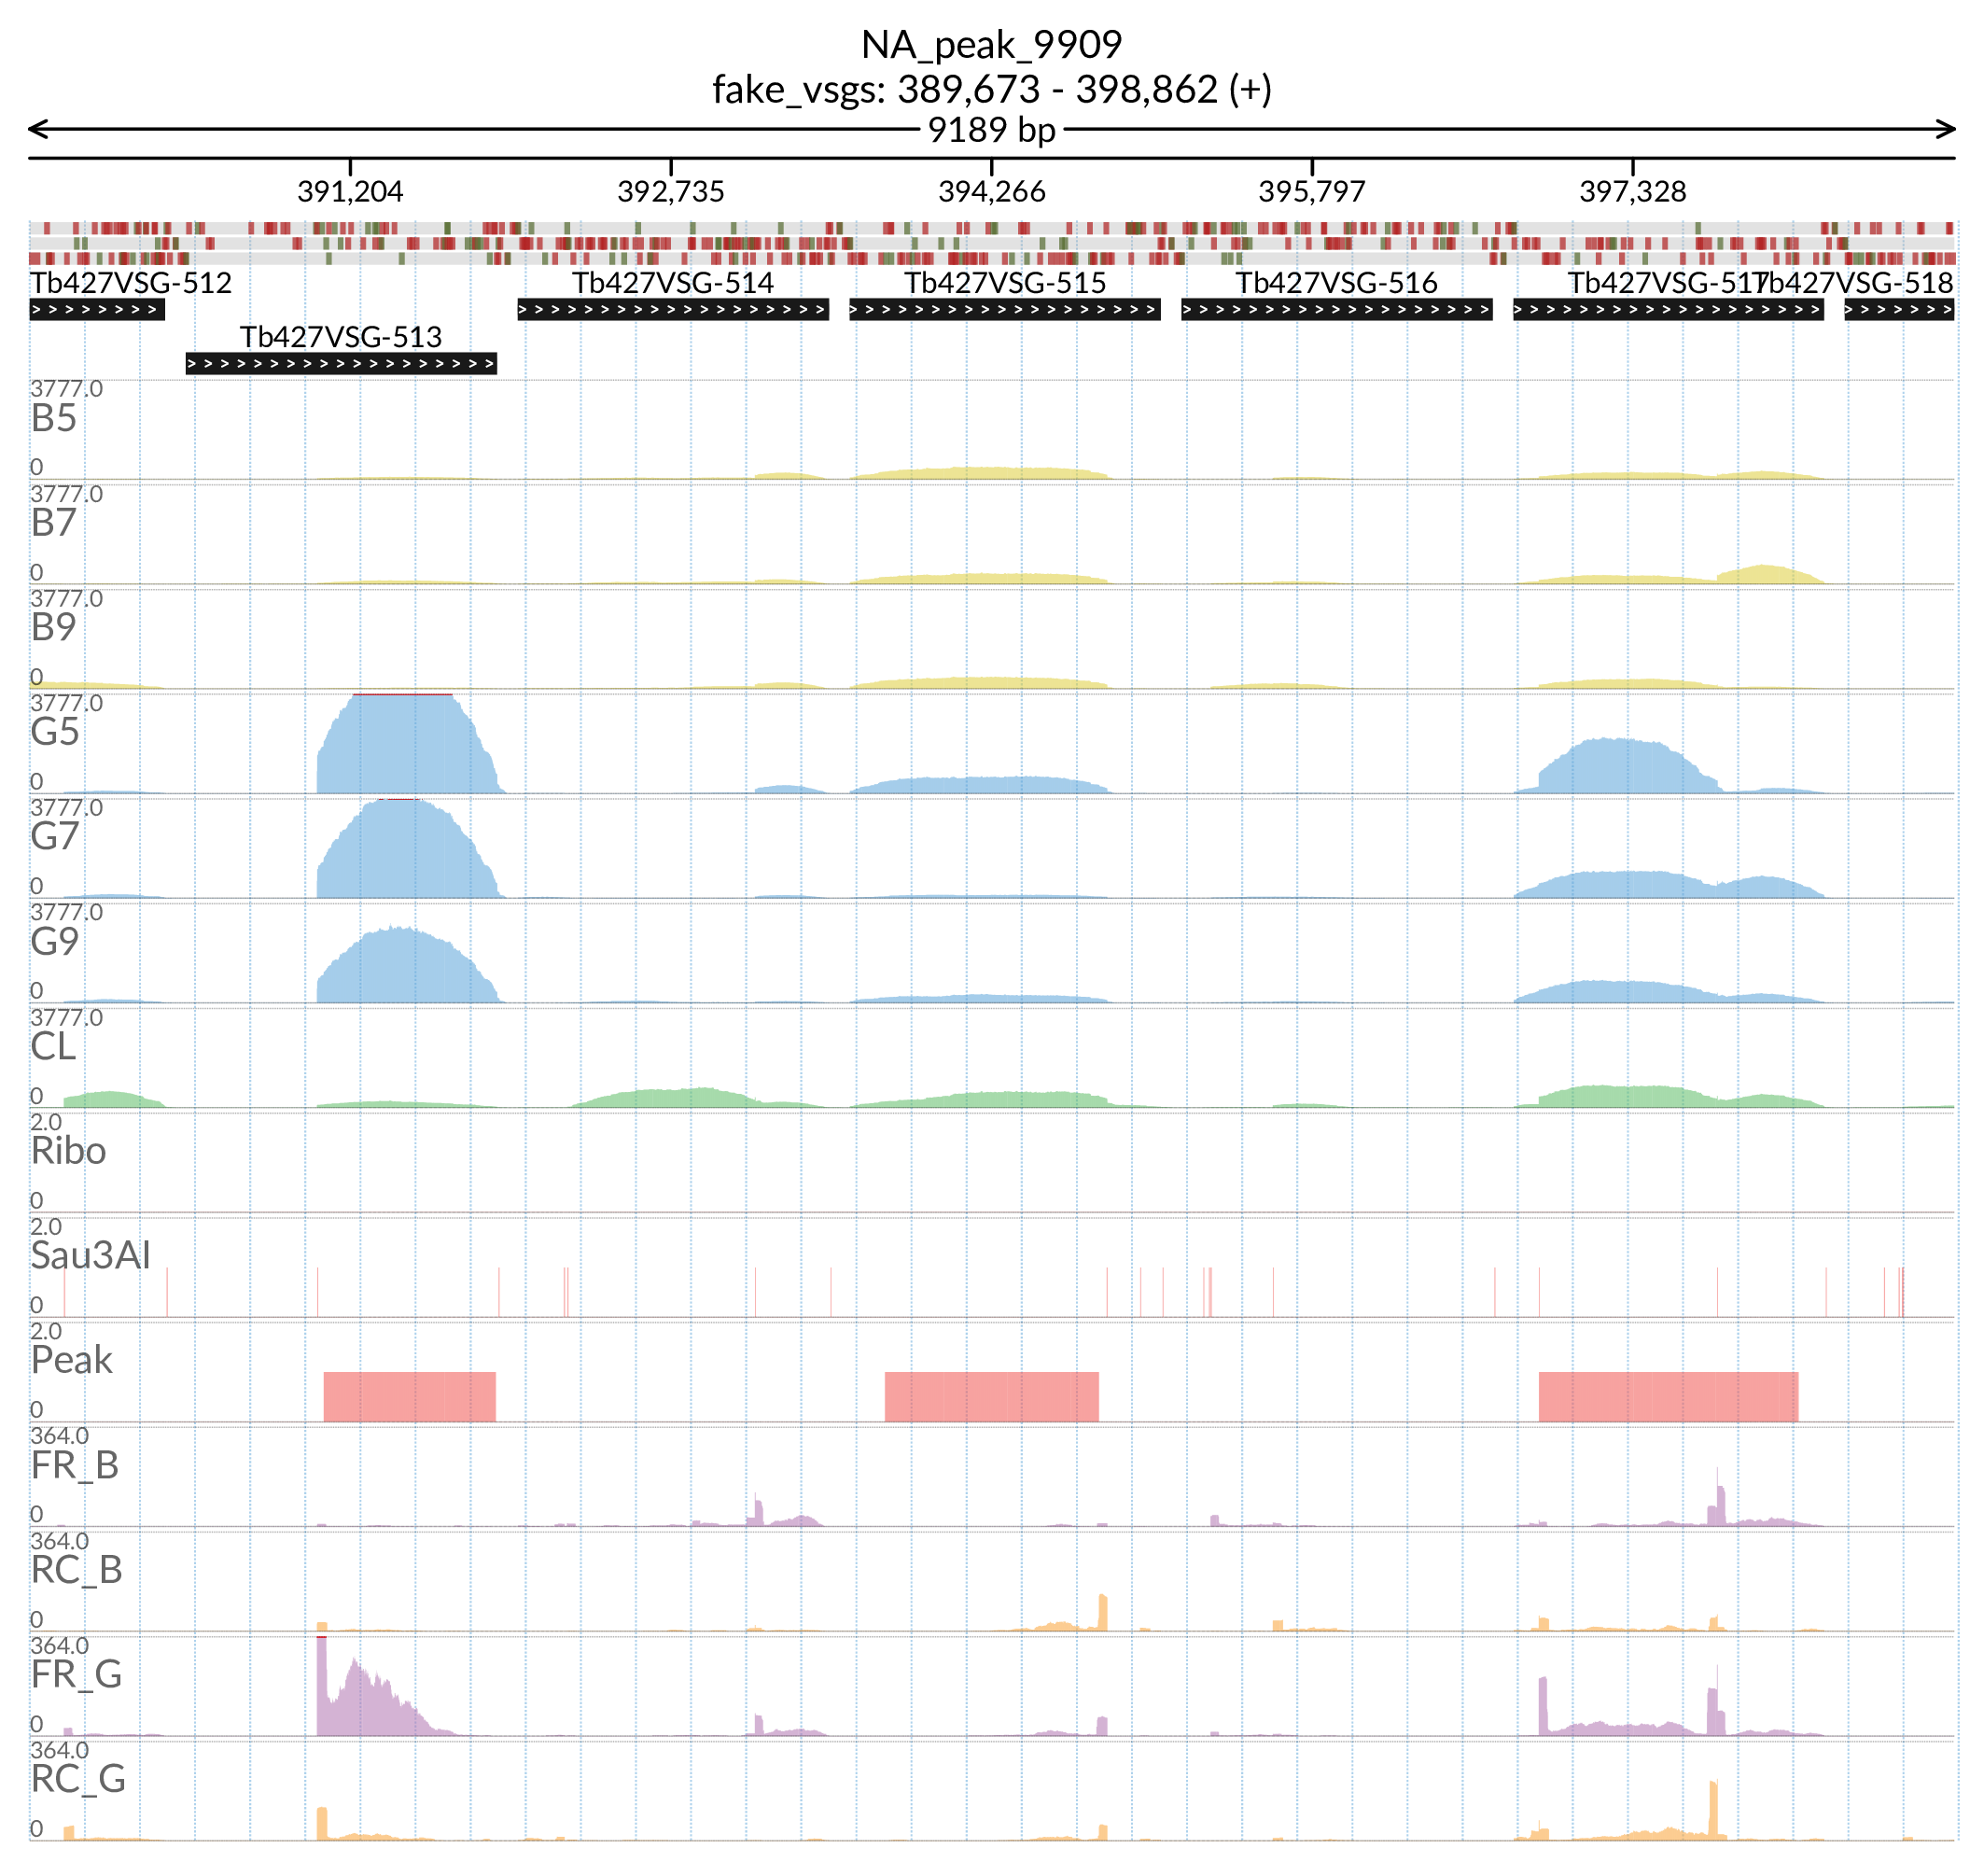 NA_peak_9909
fake_vsgs: 389,673 - 398,862 (+)
9189 bp
391,204 392,735 394,266 395,797 397,328
Tb427VSG-512 Tb427VSG-514 Tb427VSG-515 Tb427VSG-516 Tb427VSG-517 Tb427VSG-518
Tb427VSG-513
3777.0
B5
0
3777.0
B7
0
3777.0
B9
0
3777.0
G5
0
3777.0
G7
0
3777.0
G9
0
3777.0
CL
0
2.0
Ribo
0
2.0
Sau3AI
0
2.0
Peak
0
364.0
FR_B
0
364.0
RC_B
0
364.0
FR_G
0
364.0
RC_G
0